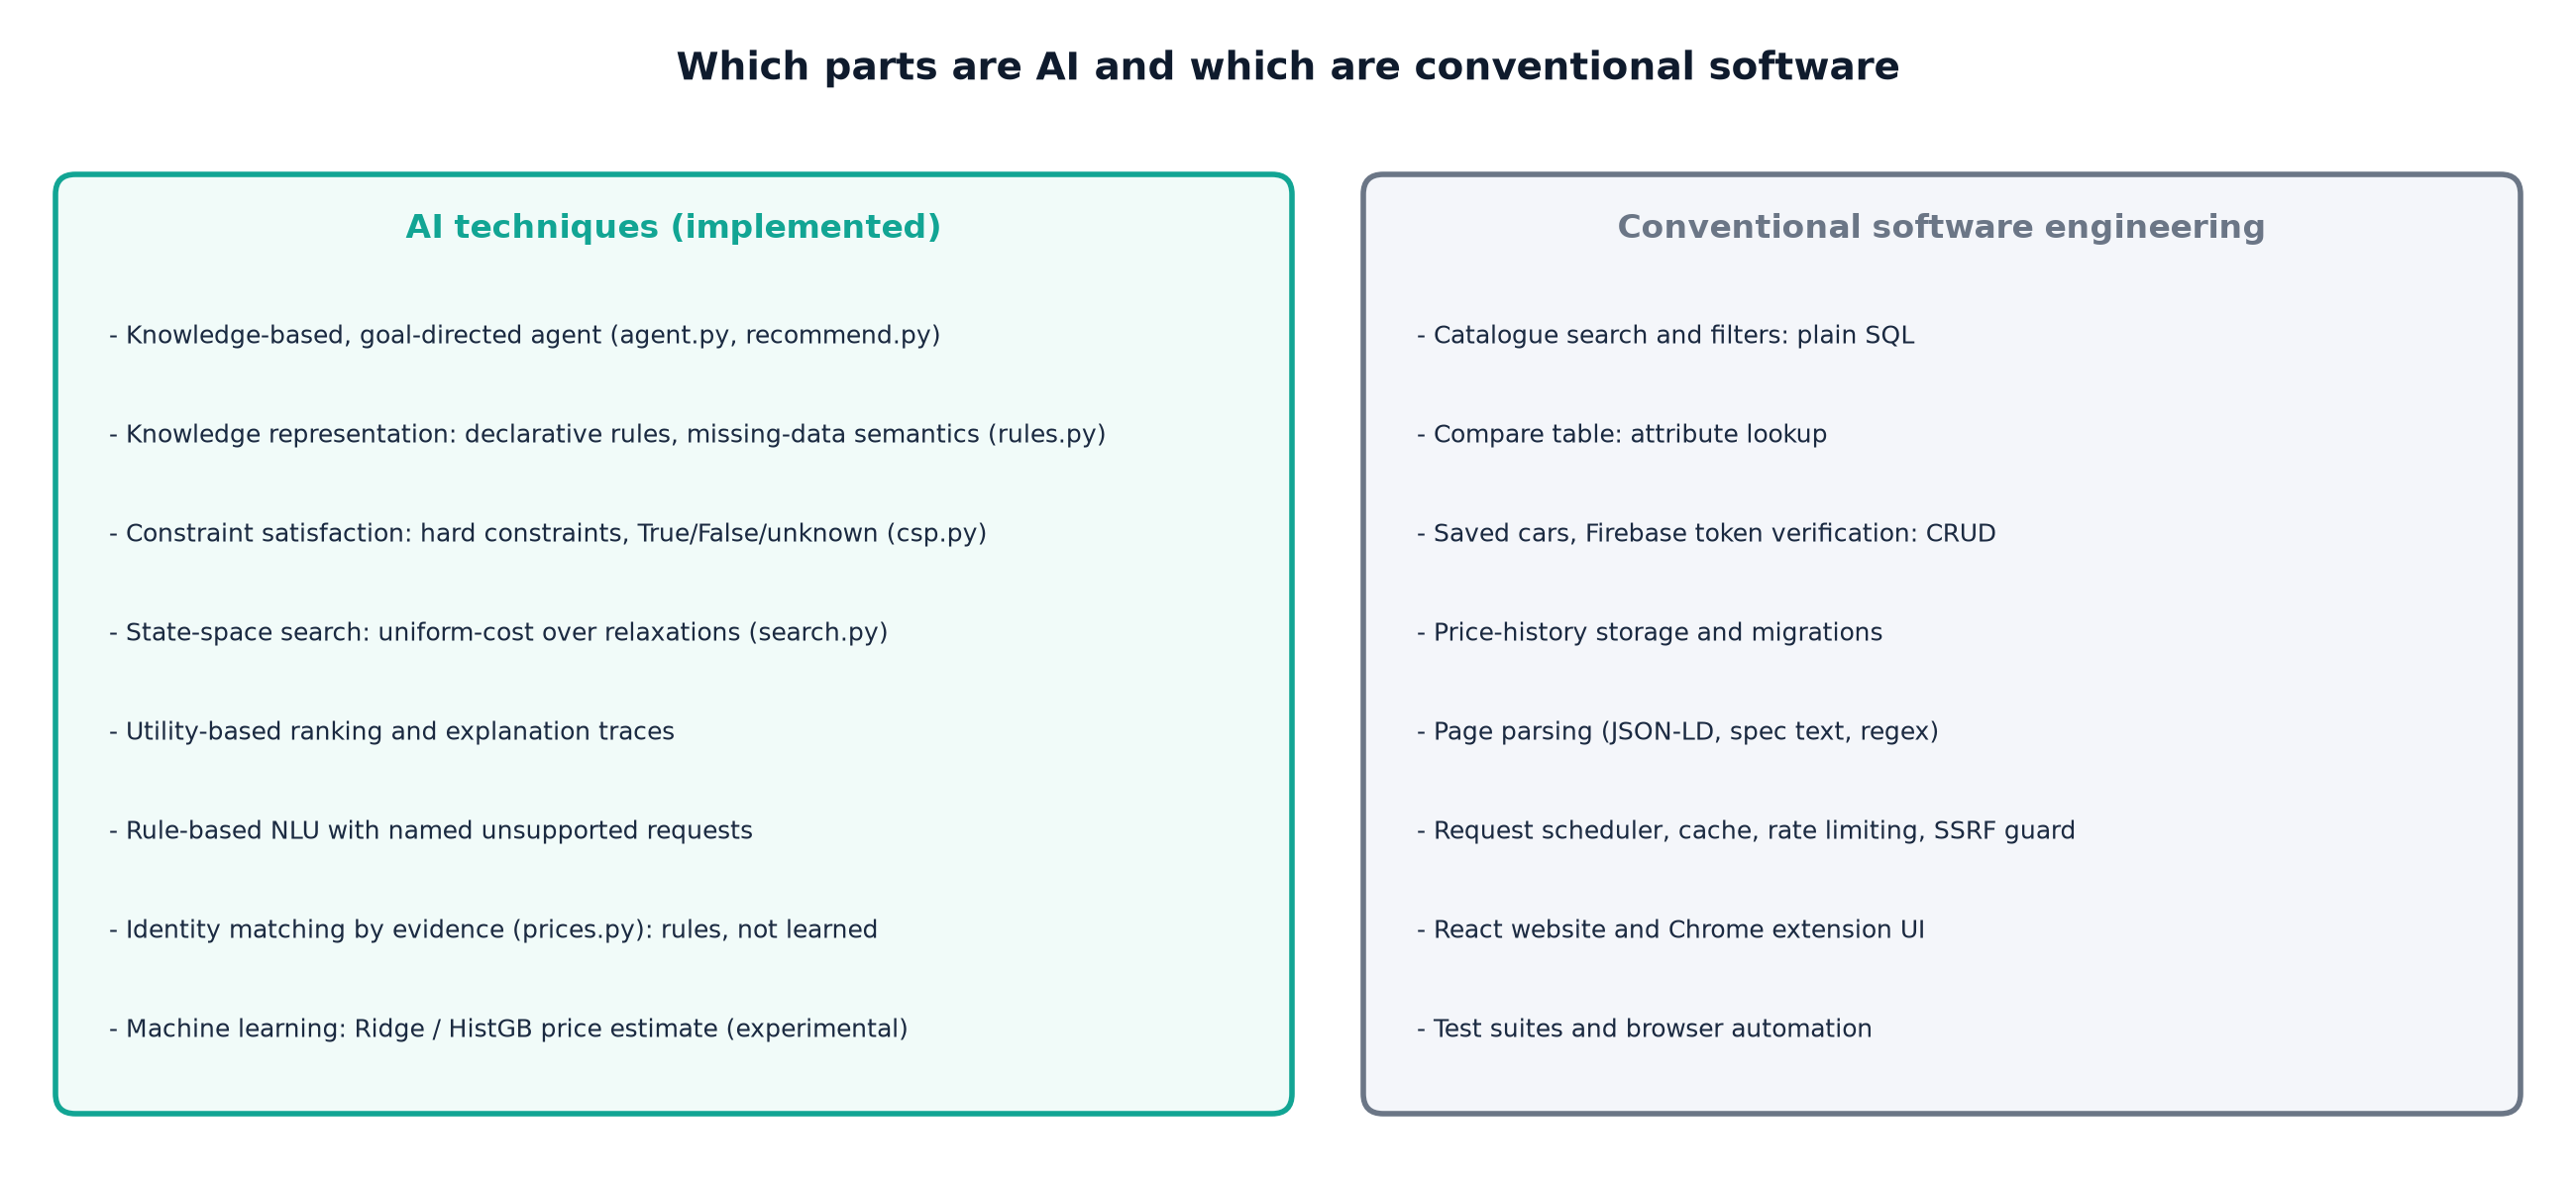 Which parts are AI and which are conventional software
AI techniques (implemented)
- Knowledge-based, goal-directed agent (agent.py, recommend.py)
- Knowledge representation: declarative rules, missing-data semantics (rules.py)
- Constraint satisfaction: hard constraints, True/False/unknown (csp.py)
- State-space search: uniform-cost over relaxations (search.py)
- Utility-based ranking and explanation traces
- Rule-based NLU with named unsupported requests
- Identity matching by evidence (prices.py): rules, not learned
- Machine learning: Ridge / HistGB price estimate (experimental)
Conventional software engineering
- Catalogue search and filters: plain SQL
- Compare table: attribute lookup
- Saved cars, Firebase token verification: CRUD
- Price-history storage and migrations
- Page parsing (JSON-LD, spec text, regex)
- Request scheduler, cache, rate limiting, SSRF guard
- React website and Chrome extension UI
- Test suites and browser automation